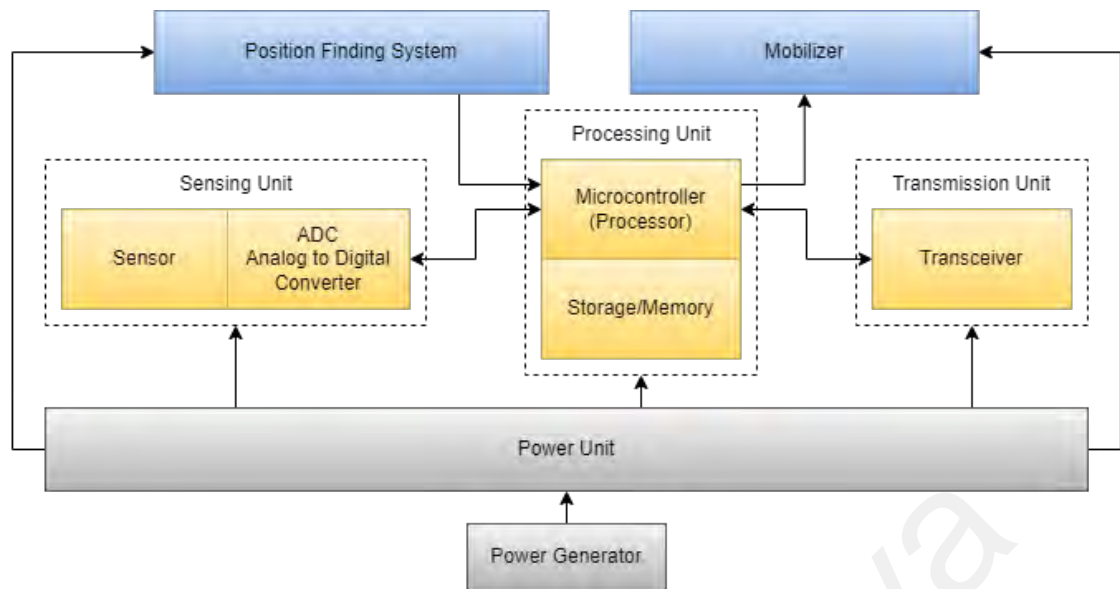 Position Finding System
Mobilizer
Processing Unit
Sensing Unit
Microcontroller
(Processor)
Transmission Unit
Sensor
ADC
Analog to Digital
Converter
Transceiver
Storage/Memory
Power Unit
Power Generator